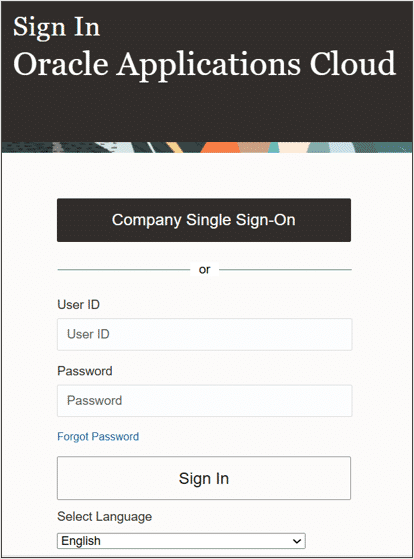 Sign In
Oracle Applications Cloud
Company Single Sign-On
or
User ID
User ID
Password
Password
Forgot Password
Sign In
Select Language
English